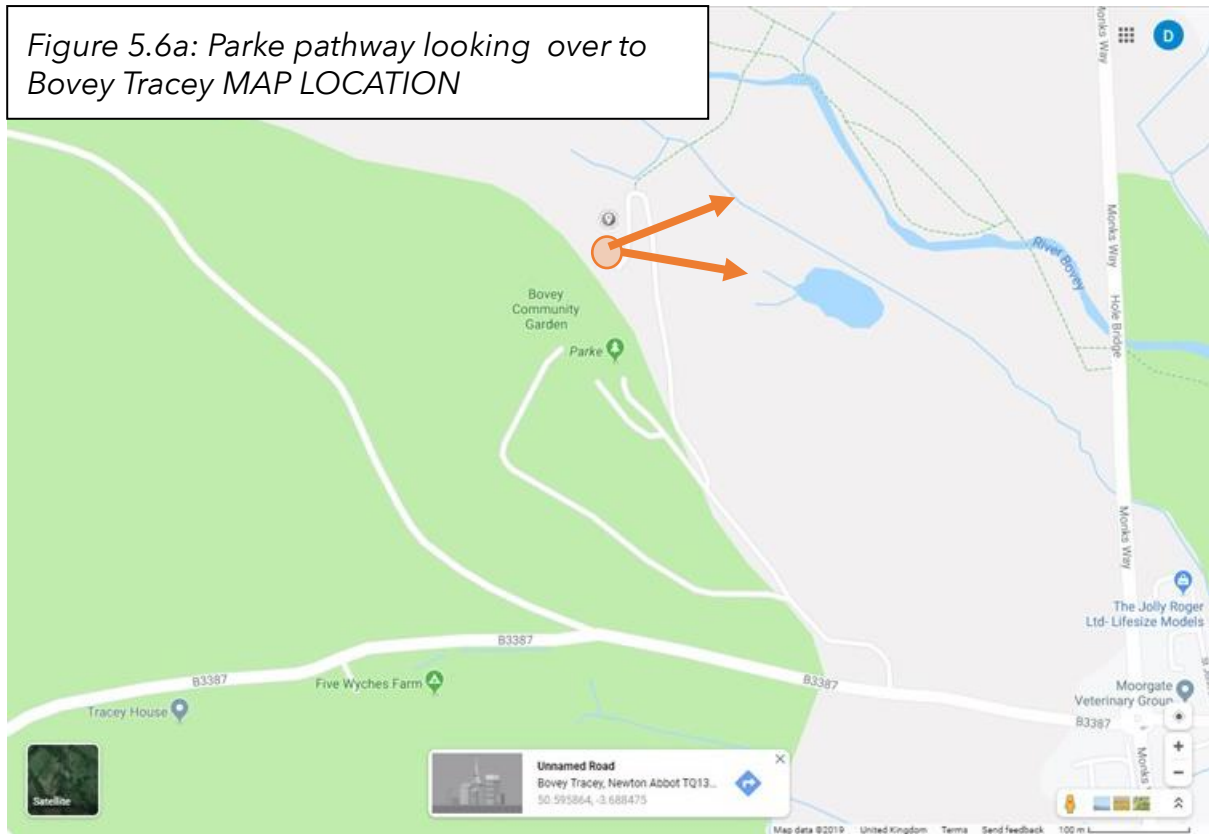 Figure 5.6a: Parke pathway looking over to
Bovey Tracey MAP LOCATION
Monks Way
D
Monks Way
River Bovey
Hole Bridge
Bovey
Community
Garden
Parke
Monks Way
The Jolly Roger
Ltd- Lifesize Models
B3387
B3387
Five Wyches Farm
B3387
Tracey House
Moorgate
Veterinary Group
B3387
Monks
Satellite
Unnamed Road
Bovey Tracey, Newton Abbot TQ13...
50.595864, -3.688475
Map data ©2019 United Kingdom Terms Send feedback 100 m